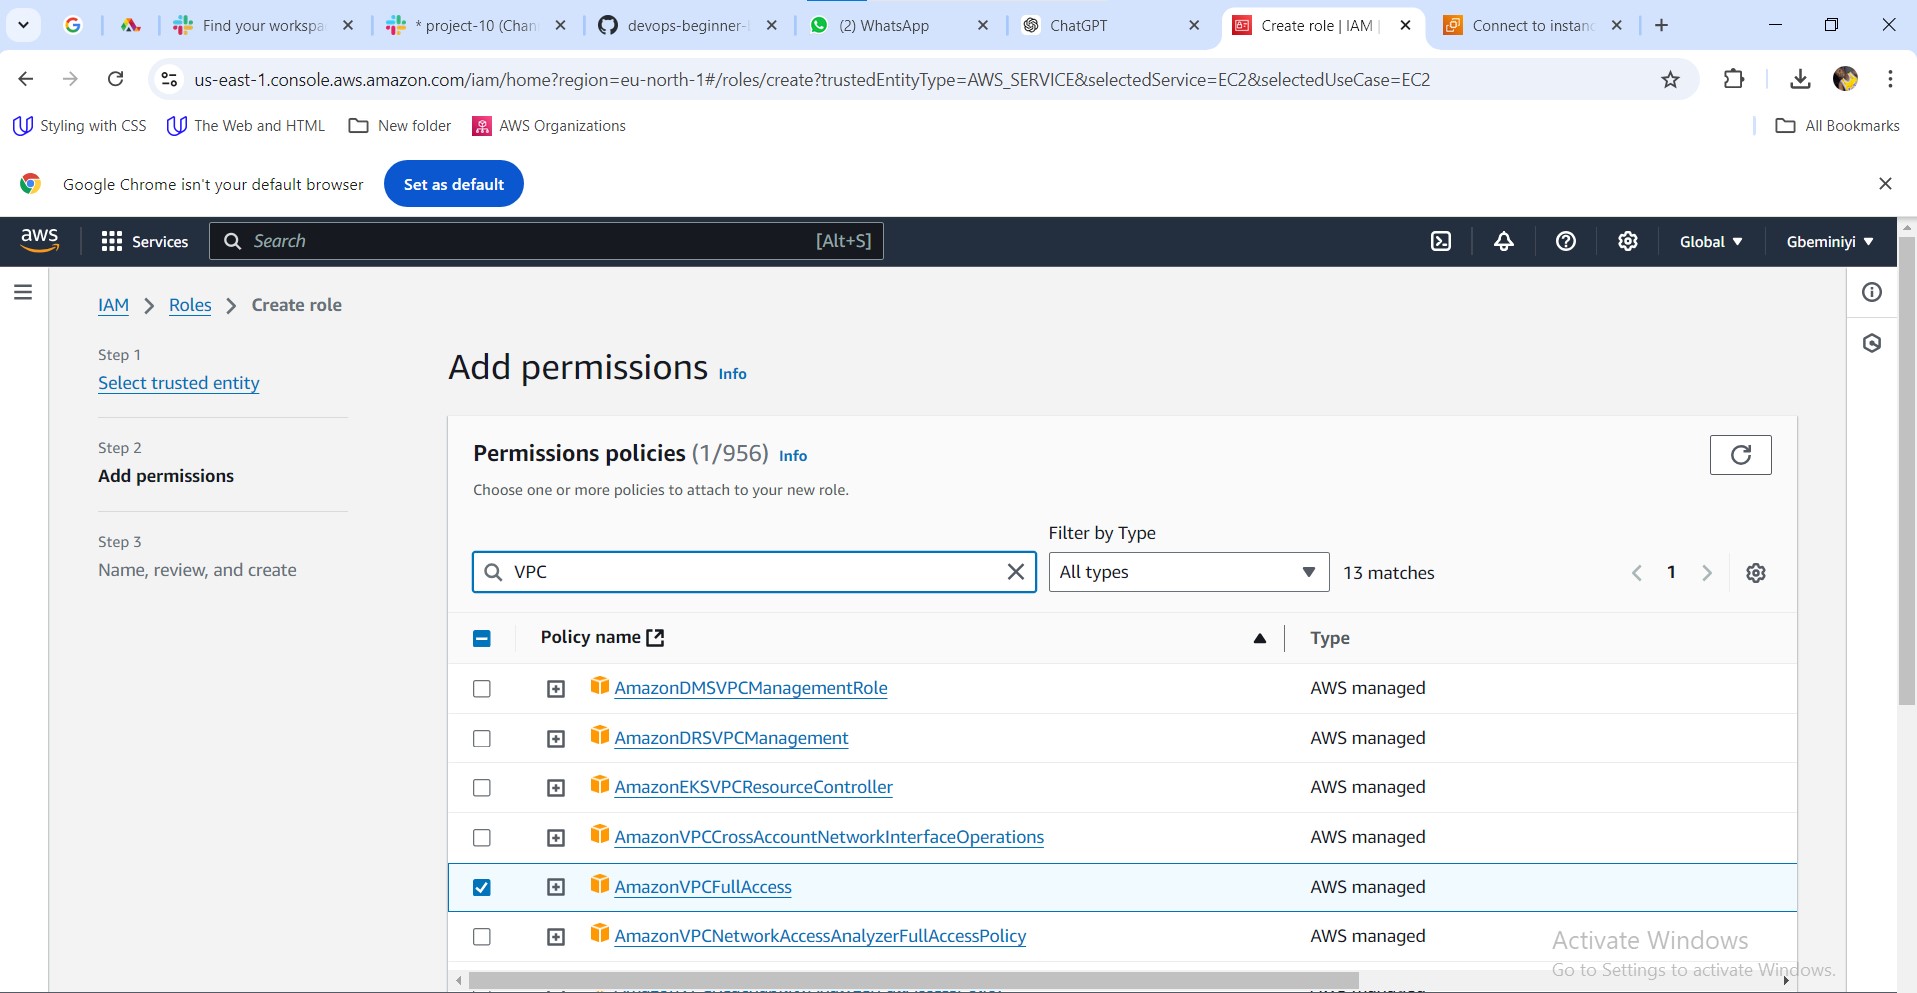 Find your workspa
* project-10 (Chan
devops-beginner-
(2) WhatsApp
ChatGPT
Create role | IAM |
Connect to instanc
us-east-1.console.aws.amazon.com/iam/home?region=eu-north-1#/roles/create?trustedEntityType=AWS_SERVICE&selectedService=EC2&selectedUseCase=EC2
Styling with CSS
The Web and HTML
New folder
AWS Organizations
All Bookmarks
Google Chrome isn't your default browser
Set as default
aws
Services
Search
[Alt+S]
Global
Gbeminiyi
IAM
Roles
Create role
Step 1
Select trusted entity
Step 2
Add permissions
Step 3
Name, review, and create
Add permissions Info
Permissions policies (1/956) Info
Choose one or more policies to attach to your new role.
Filter by Type
VPC
All types
13 matches
1
Policy name
Type
AmazonDMSVPCManagementRole
AWS managed
AmazonDRSVPCManagement
AWS managed
AmazonEKSVPCResourceController
AWS managed
AmazonVPCCrossAccountNetworkInterfaceOperations
AWS managed
AmazonVPCFullAccess
AWS managed
AmazonVPCNetworkAccessAnalyzerFullAccessPolicy
AWS managed
Activate Windows
Go to Settings to activate Windows.